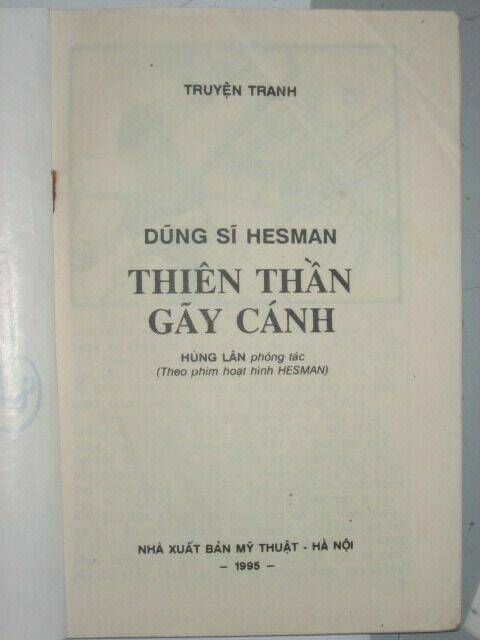 TRUYỆN TRANH
DŨNG SĨ HESMAN
THIÊN THẦN
GÃY CÁNH
HÙNG LÂN phóng tác
(Theo phim hoạt hình HESMAN)
NHÀ XUẤT BẢN MỸ THUẬT - HÀ NỘI
– 1995 –